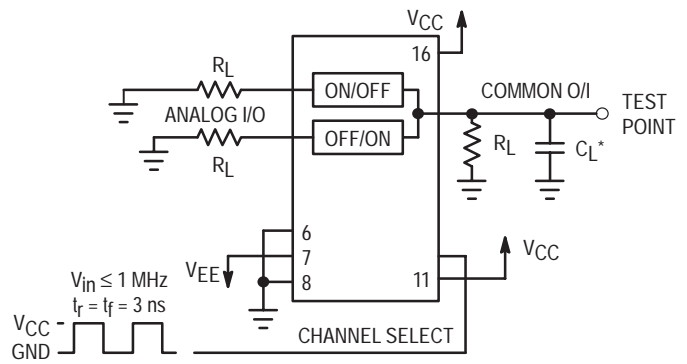 VCC
16
RL
ON/OFF
COMMON O/I
TEST
POINT
ANALOG I/O
OFF/ON
RL
RL
CL*
6
7
8
VEE
11
VCC
Vin ≤ 1 MHz
tr = tf = 3 ns
VCC
GND
CHANNEL SELECT